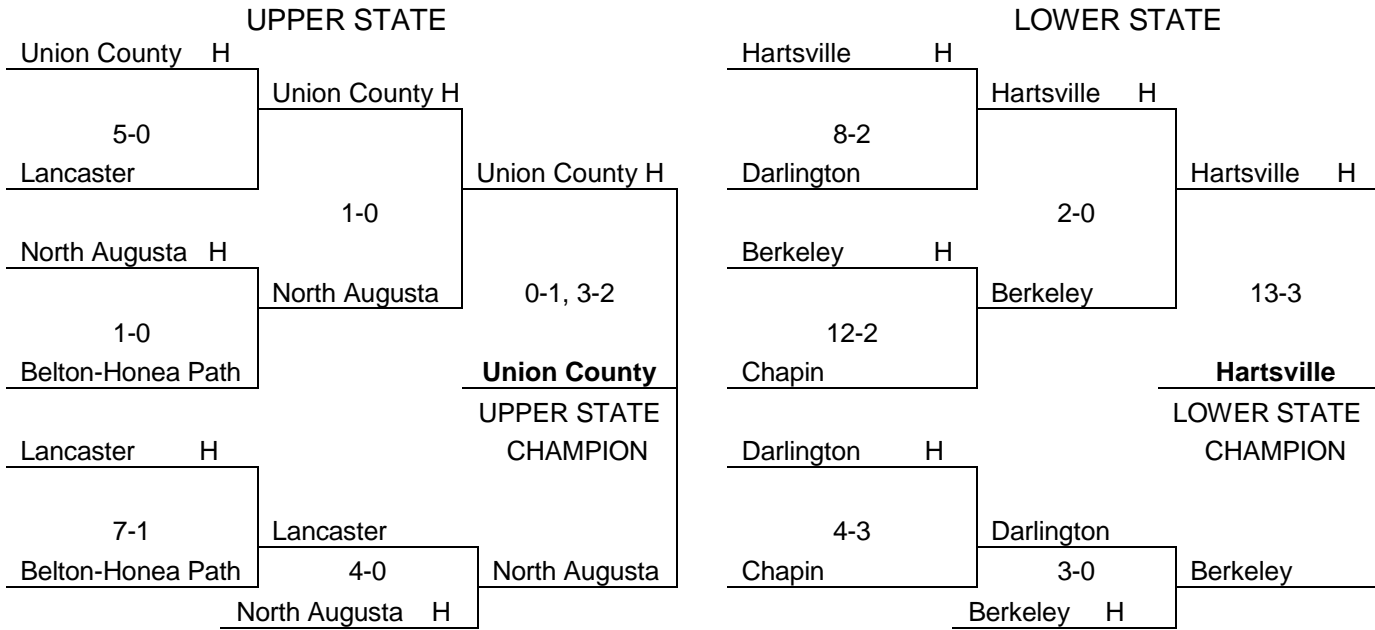 UPPER STATE
Union County H
Union County H
5-0
Lancaster
Union County H
1-0
North Augusta H
North Augusta
0-1, 3-2
1-0
Belton-Honea Path
Union County
UPPER STATE
CHAMPION
Lancaster H
7-1
Lancaster
Belton-Honea Path
4-0
North Augusta
North Augusta H
LOWER STATE
Hartsville H
Hartsville H
8-2
Darlington
Hartsville H
2-0
Berkeley H
Berkeley
13-3
12-2
Chapin
Hartsville
LOWER STATE
CHAMPION
Darlington H
4-3
Darlington
Chapin
3-0
Berkeley
Berkeley H